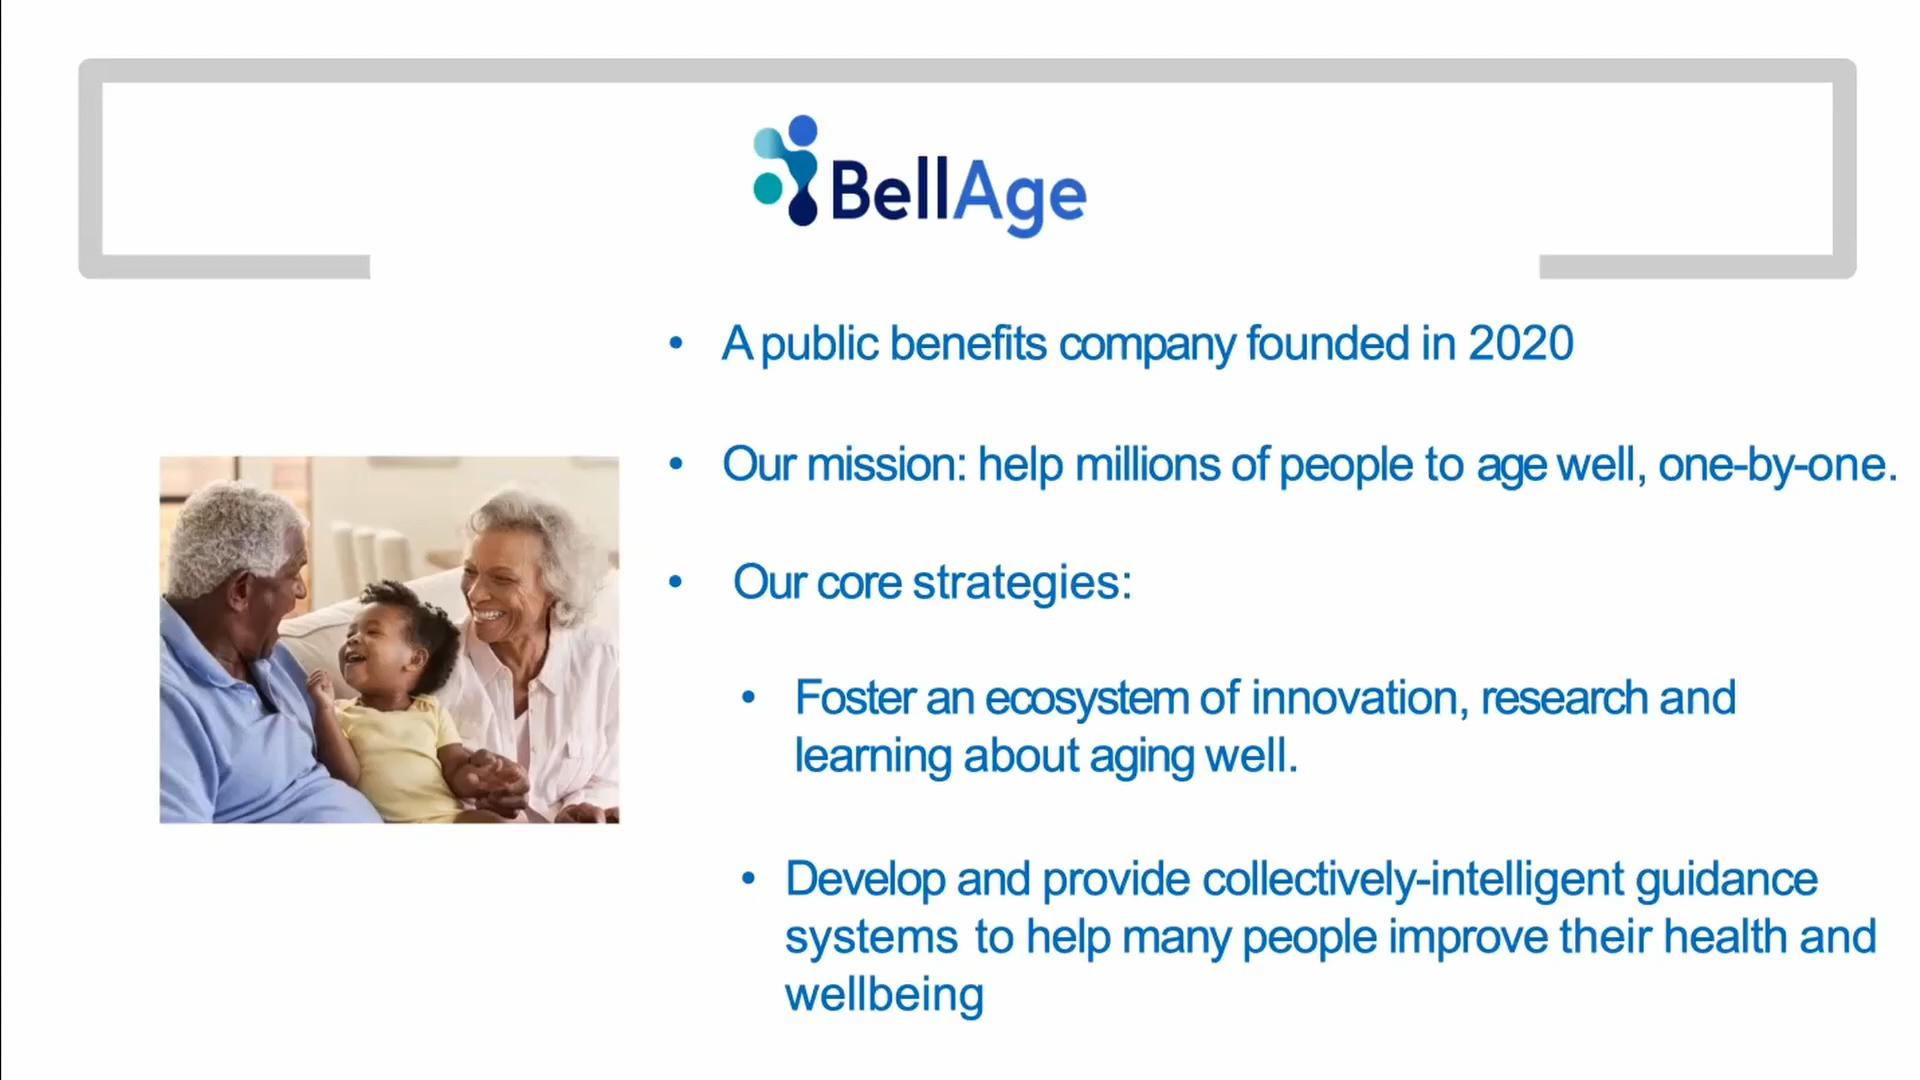 BellAge
• A public benefits company founded in 2020
• Our mission: help millions of people to age well, one-by-one.
• Our core strategies:
• Foster an ecosystem of innovation, research and
learning about aging well.
• Develop and provide collectively-intelligent guidance
systems to help many people improve their health and
wellbeing